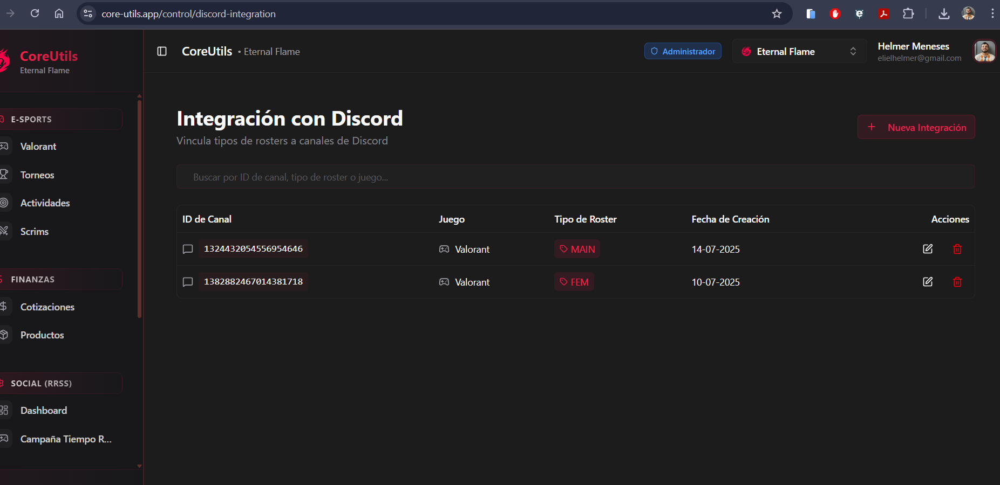 core-utils.app/control/discord-integration
CoreUtils
Eternal Flame
CoreUtils • Eternal Flame
Administrador
Eternal Flame
Helmer Meneses
elielhelmer@gmail.com
E-SPORTS
Valorant
Torneos
Actividades
Scrims
FINANZAS
Cotizaciones
Productos
SOCIAL (RRSS)
Dashboard
Campaña Tiempo R...
Integración con Discord
Vincula tipos de rosters a canales de Discord
+ Nueva Integración
Buscar por ID de canal, tipo de roster o juego...
ID de Canal Juego Tipo de Roster Fecha de Creación Acciones
1324432054556954646 Valorant MAIN 14-07-2025
1382882467014381718 Valorant FEM 10-07-2025